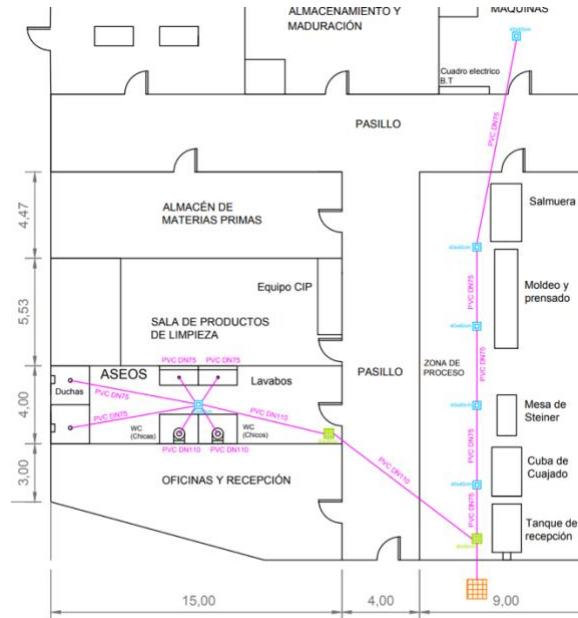 ALMACENAMIENTO Y
MADURACIÓN
MAQUINAS
Cuadro electrico
B.T
PASILLO
PVC DN75
4,47
ALMACÉN DE
MATERIAS PRIMAS
Salmuera
5,53
Equipo CIP
SALA DE PRODUCTOS
DE LIMPIEZA
Moldeo y
prensado
PVC DN75
PVC DN75
PVC DN75
PVC DN75
ASEOS
Lavabos
PASILLO
ZONA DE
PROCESO
4,00
Duchas
PVC DN75
PVC DN75
PVC DN110
PVC DN75
Mesa de
Steiner
WC
(Chicas)
WC
(Chicos)
PVC DN110
PVC DN110
PVC DN110
Cuba de
Cuajado
3,00
OFICINAS Y RECEPCIÓN
PVC DN75
Tanque de
recepción
15,00
4,00
9,00